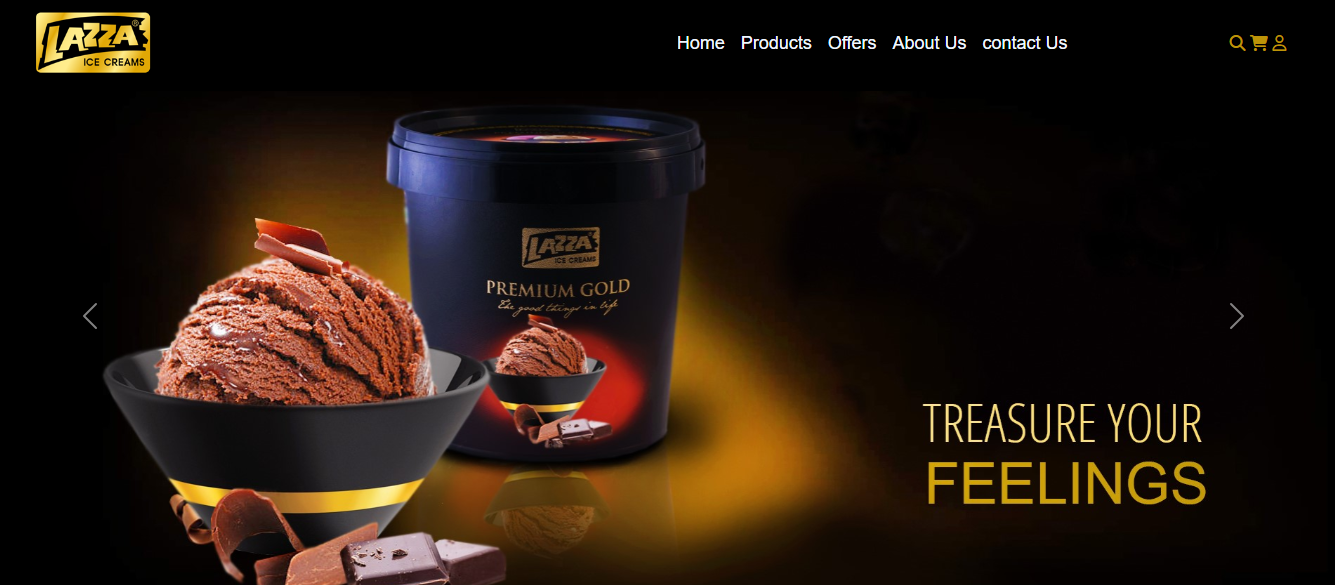 LAZZA®
ICE CREAMS
Home Products Offers About Us contact Us
LAZZA
ICE CREAMS
PREMIUM GOLD
The good things in life
TREASURE YOUR
FEELINGS